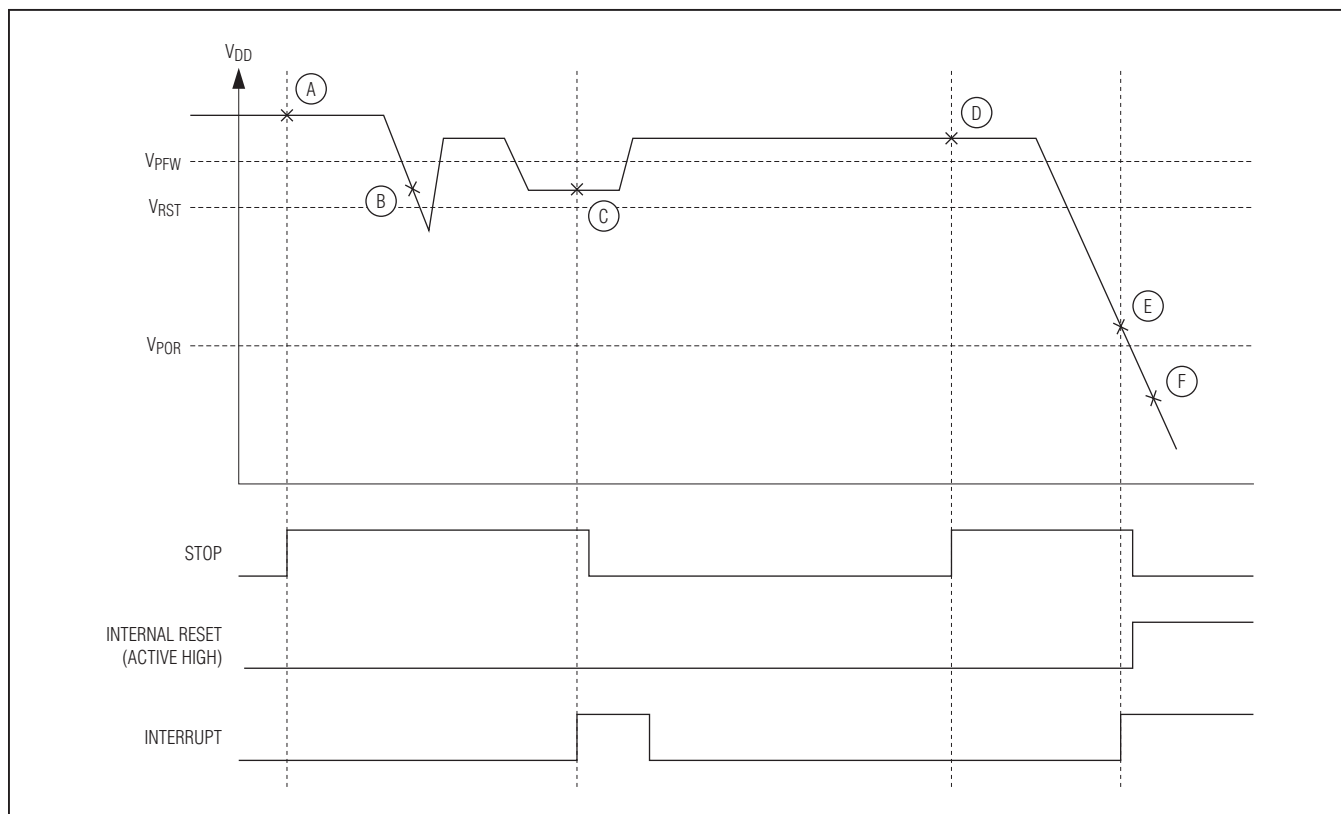 VDD
A
VPFW
B
C
D
VRST
E
VPOR
F
STOP
INTERNAL RESET
(ACTIVE HIGH)
INTERRUPT